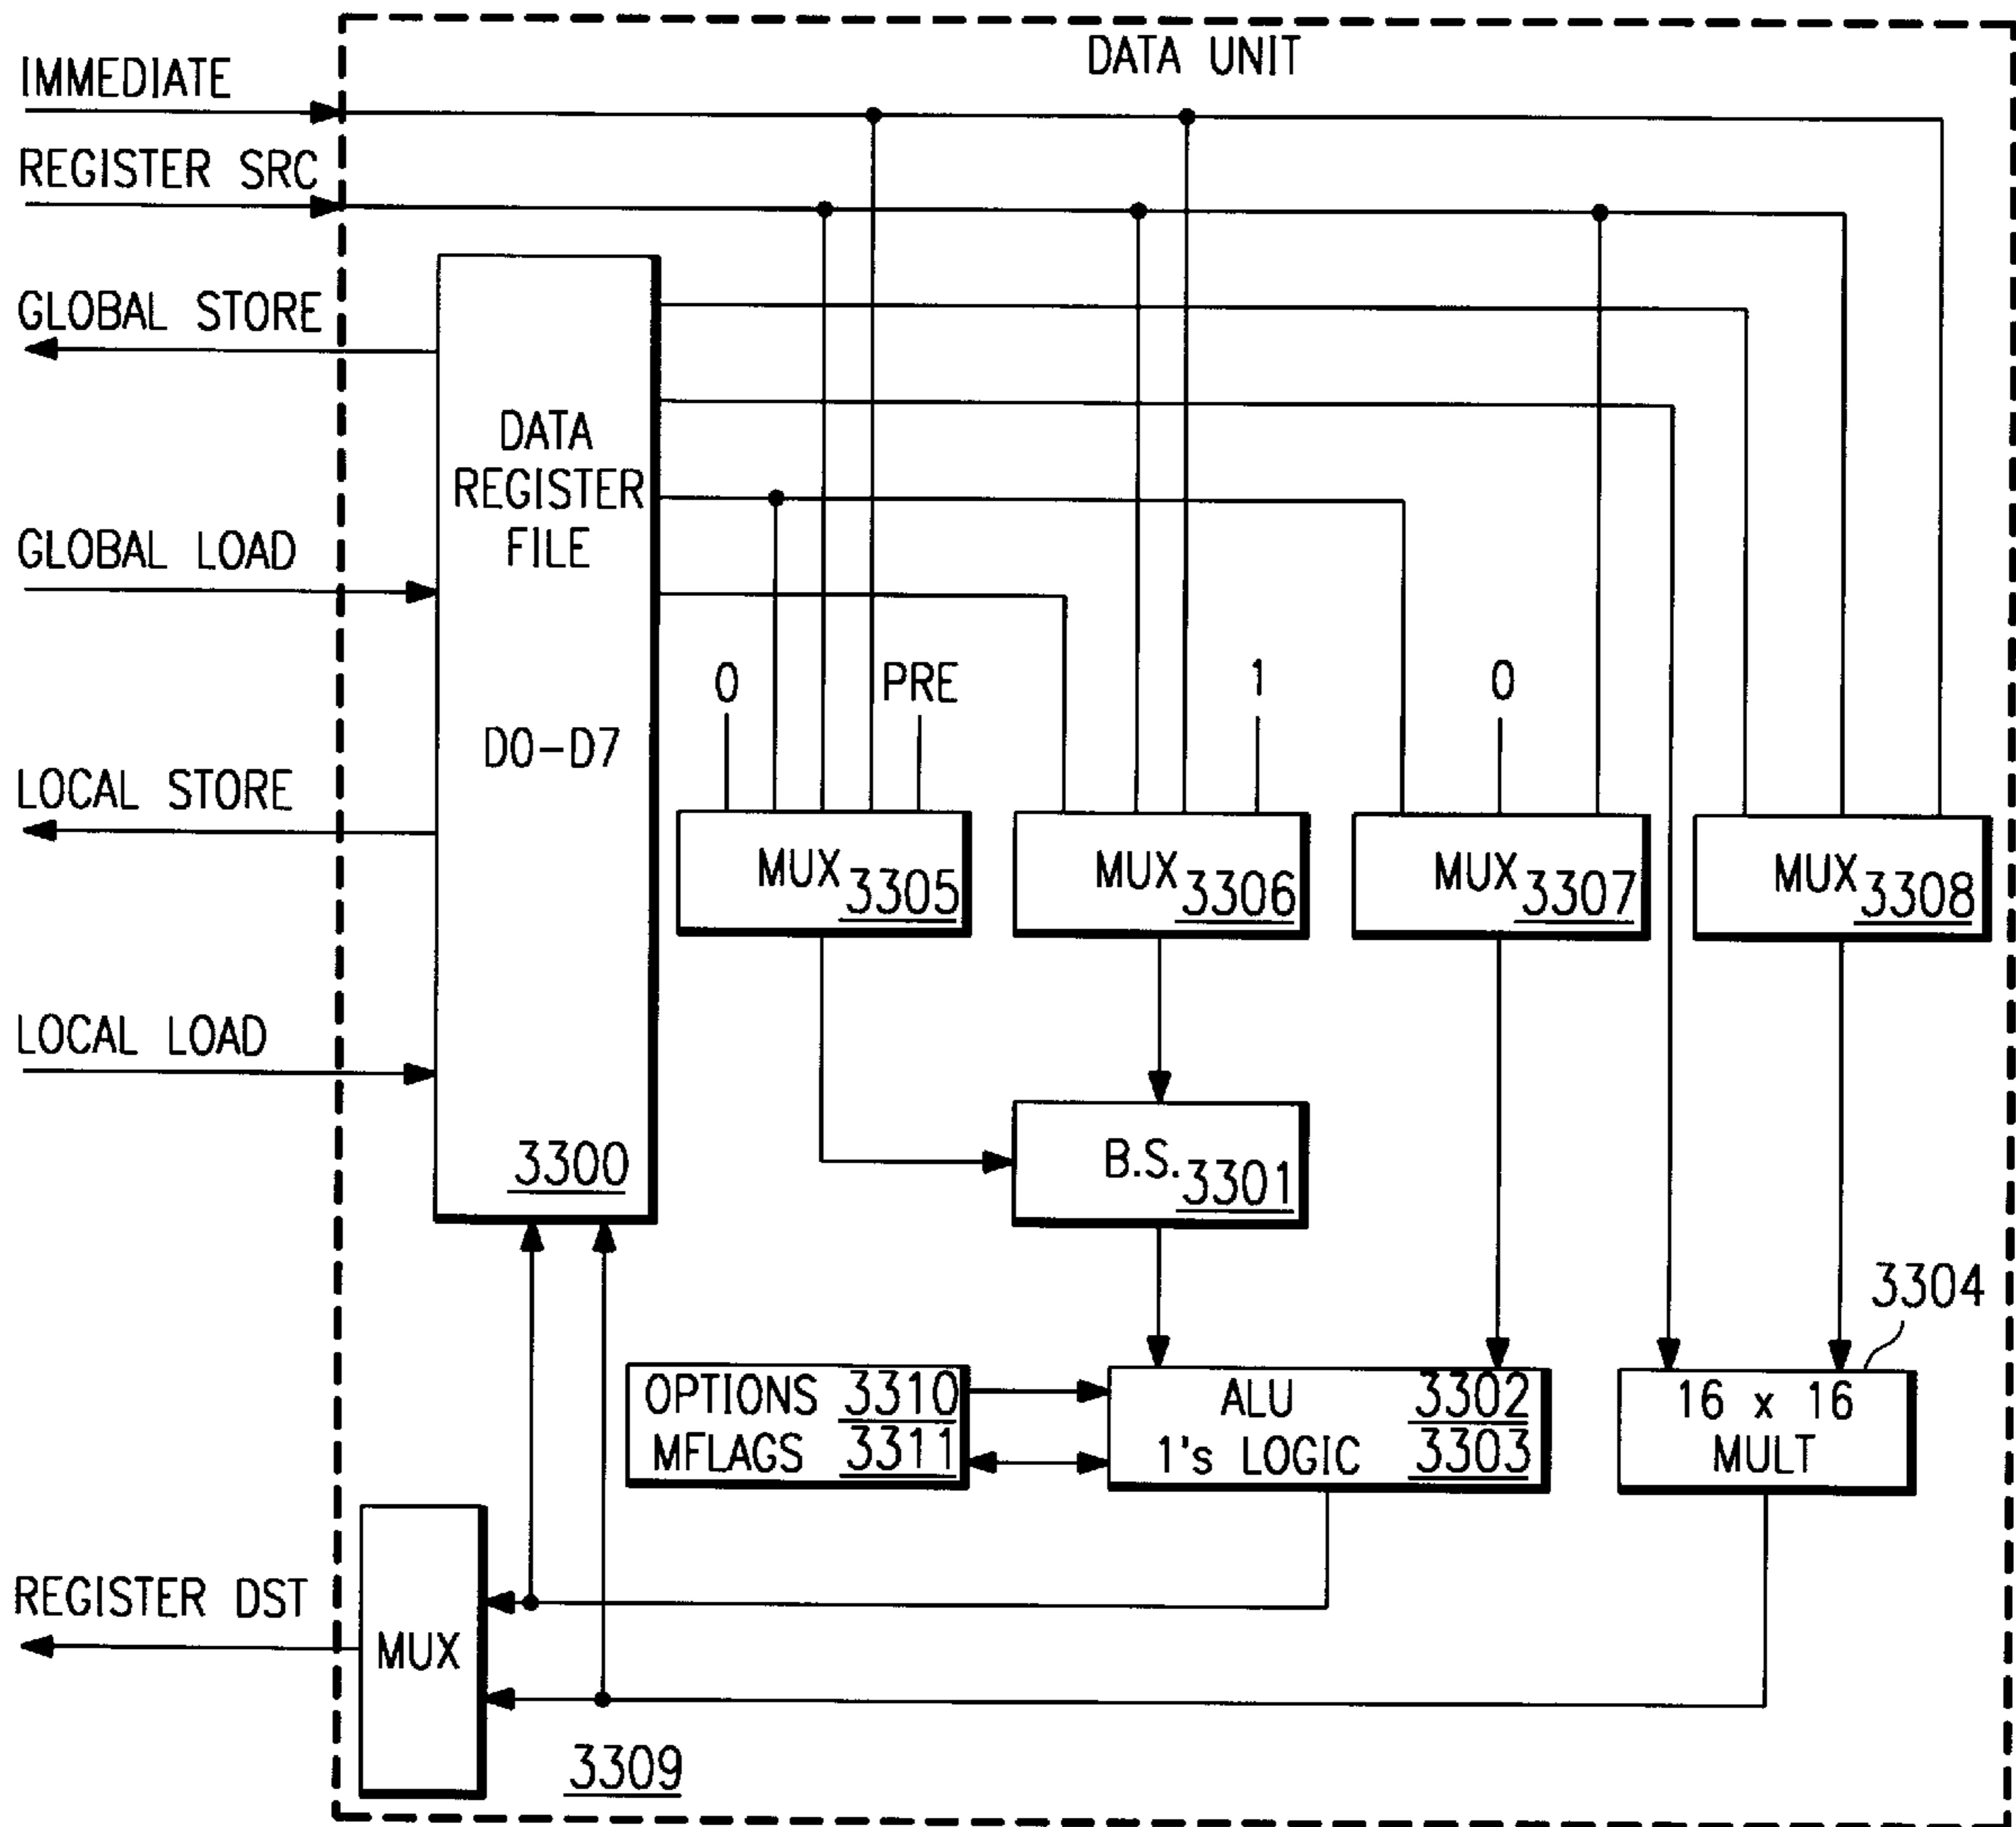 DATA UNIT
IMMEDIATE
REGISTER SRC
GLOBAL STORE
GLOBAL LOAD
LOCAL STORE
LOCAL LOAD
REGISTER DST
DATA
REGISTER
FILE
D0-D7
3300
0
PRE
1
0
MUX 3305
MUX 3306
MUX 3307
MUX 3308
B.S. 3301
3304
OPTIONS 3310
MFLAGS 3311
ALU 3302
1's LOGIC 3303
16 x 16
MULT
MUX
3309